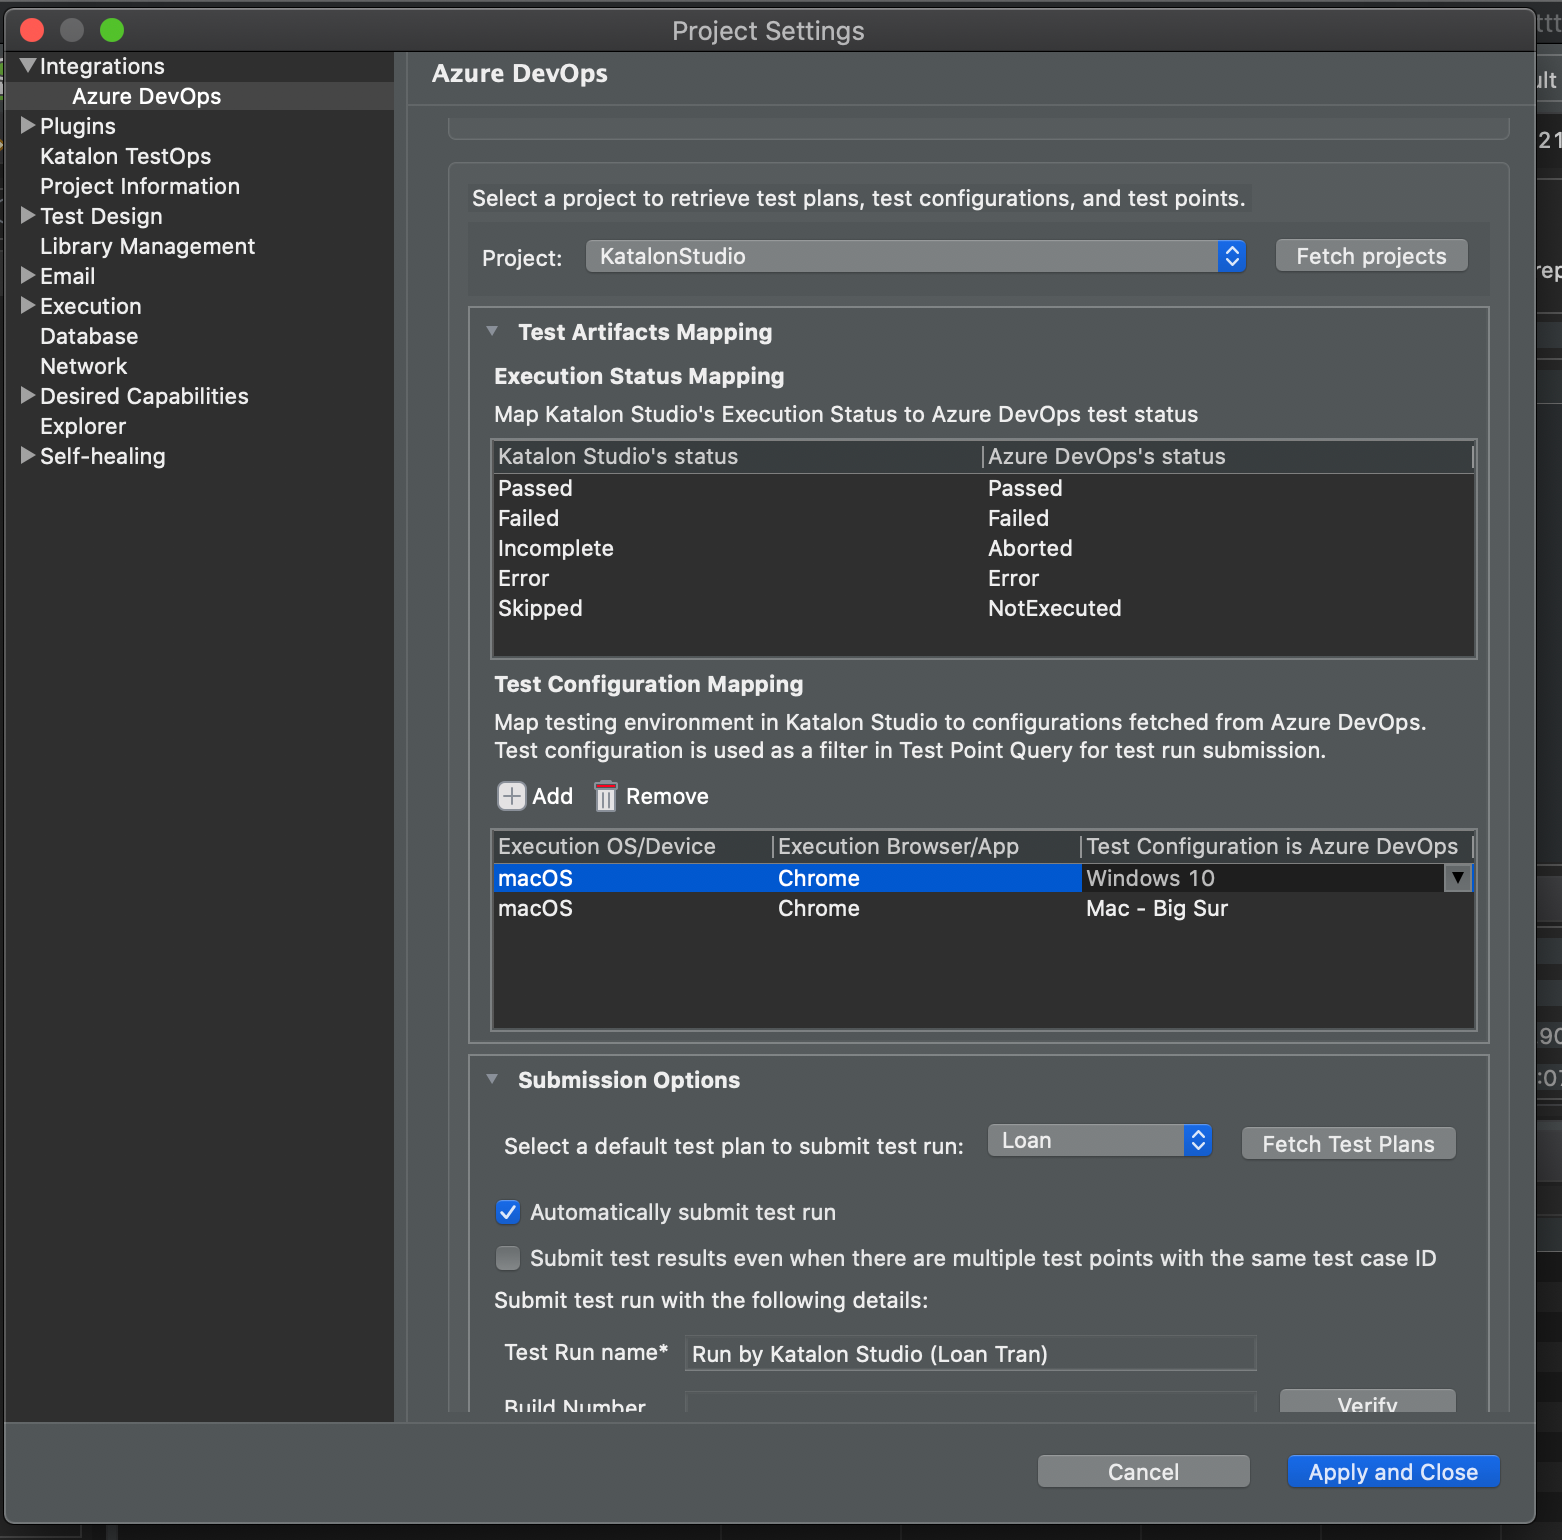 Project Settings
Integrations
Azure DevOps
Plugins
Katalon TestOps
Project Information
Test Design
Library Management
Email
Execution
Database
Network
Desired Capabilities
Explorer
Self-healing
Azure DevOps
Select a project to retrieve test plans, test configurations, and test points.
Project: KatalonStudio Fetch projects
Test Artifacts Mapping
Execution Status Mapping
Map Katalon Studio's Execution Status to Azure DevOps test status
Katalon Studio's status Azure DevOps's status
Passed Passed
Failed Failed
Incomplete Aborted
Error Error
Skipped NotExecuted
Test Configuration Mapping
Map testing environment in Katalon Studio to configurations fetched from Azure DevOps.
Test configuration is used as a filter in Test Point Query for test run submission.
Add Remove
Execution OS/Device Execution Browser/App Test Configuration is Azure DevOps
macOS Chrome Windows 10
macOS Chrome Mac - Big Sur
Submission Options
Select a default test plan to submit test run: Loan Fetch Test Plans
Automatically submit test run
Submit test results even when there are multiple test points with the same test case ID
Submit test run with the following details:
Test Run name* Run by Katalon Studio (Loan Tran)
Build Number Verify
Cancel Apply and Close